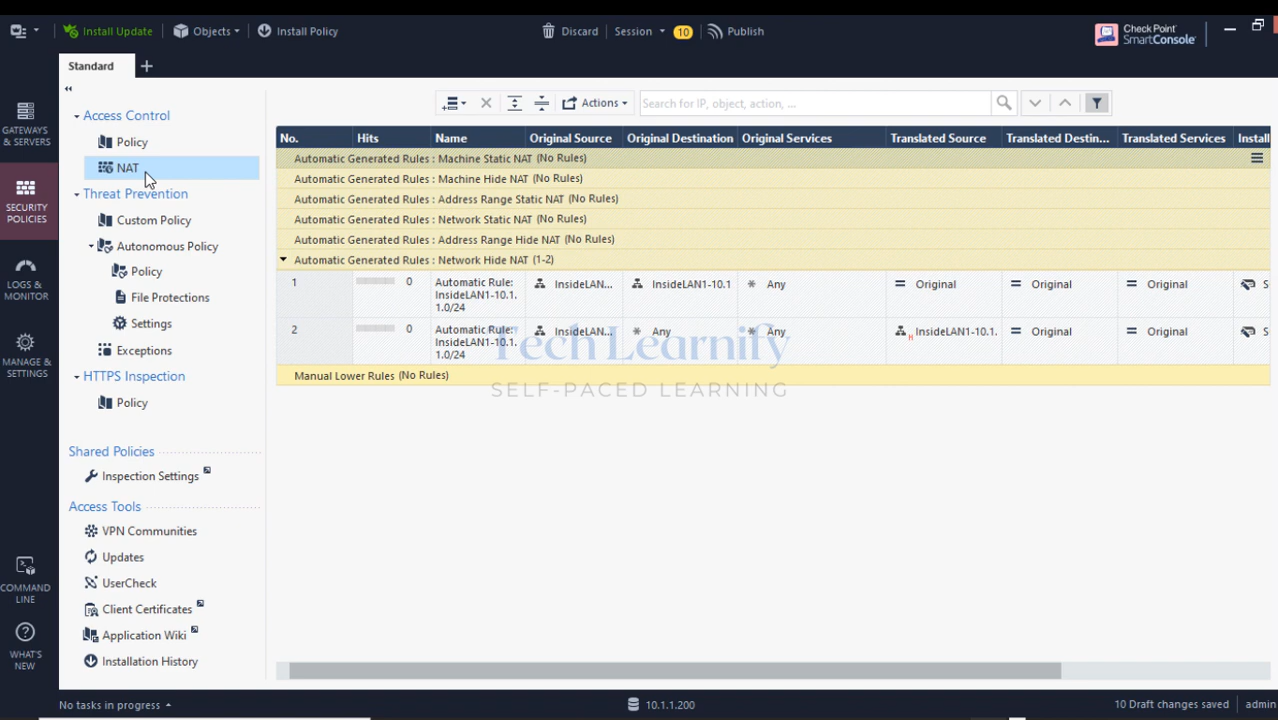 Install Update Objects Install Policy Discard Session 10 Publish Check Point SmartConsole
Standard
Access Control
Policy
NAT
Threat Prevention
Custom Policy
Autonomous Policy
Policy
File Protections
Settings
Exceptions
HTTPS Inspection
Policy
Shared Policies
Inspection Settings
Access Tools
VPN Communities
Updates
UserCheck
Client Certificates
Application Wiki
Installation History
GATEWAYS & SERVERS
SECURITY POLICIES
LOGS & MONITOR
MANAGE & SETTINGS
COMMAND LINE
WHAT'S NEW
Actions Search for IP, object, action, ...
No. Hits Name Original Source Original Destination Original Services Translated Source Translated Destin... Translated Services Install
Automatic Generated Rules : Machine Static NAT (No Rules)
Automatic Generated Rules : Machine Hide NAT (No Rules)
Automatic Generated Rules : Address Range Static NAT (No Rules)
Automatic Generated Rules : Network Static NAT (No Rules)
Automatic Generated Rules : Address Range Hide NAT (No Rules)
Automatic Generated Rules : Network Hide NAT (1-2)
1 0 Automatic Rule: InsideLAN1-10.1.1.0/24 InsideLAN... InsideLAN1-10.1 Any Original Original Original S
2 0 Automatic Rule: InsideLAN1-10.1.1.0/24 InsideLAN... Any Any InsideLAN1-10.1. Original Original S
Manual Lower Rules (No Rules)
Tech Learnify
SELF-PACED LEARNING
No tasks in progress 10.1.1.200 10 Draft changes saved admin